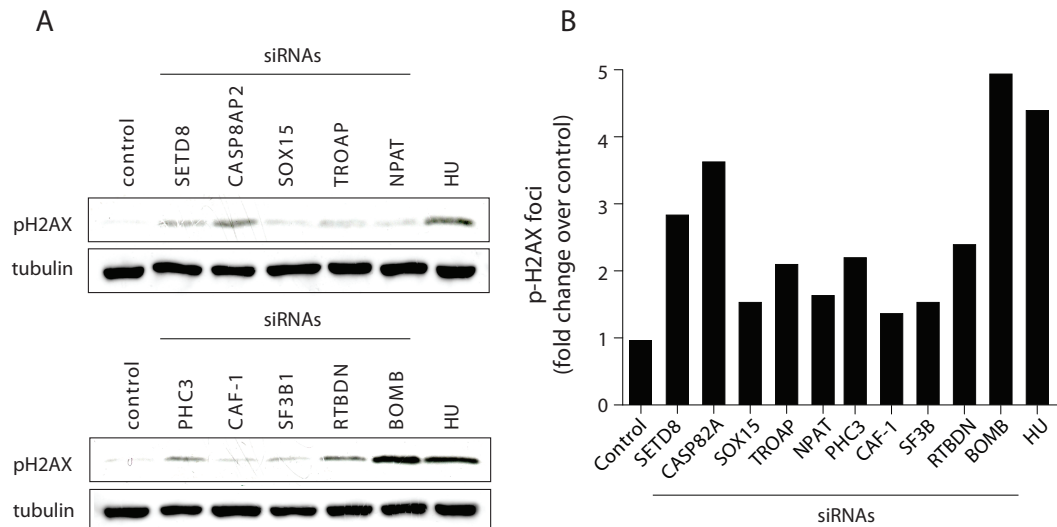 A
siRNAs
control
SETD8
CASP8AP2
SOX15
TROAP
NPAT
HU
pH2AX
tubulin
siRNAs
control
PHC3
CAF-1
SF3B1
RTBDN
BOMB
HU
pH2AX
tubulin
B
p-H2AX foci
(fold change over control)
5
4
3
2
1
0
Control
SETD8
CASP82A
SOX15
TROAP
NPAT
PHC3
CAF-1
SF3B
RTBDN
BOMB
HU
siRNAs